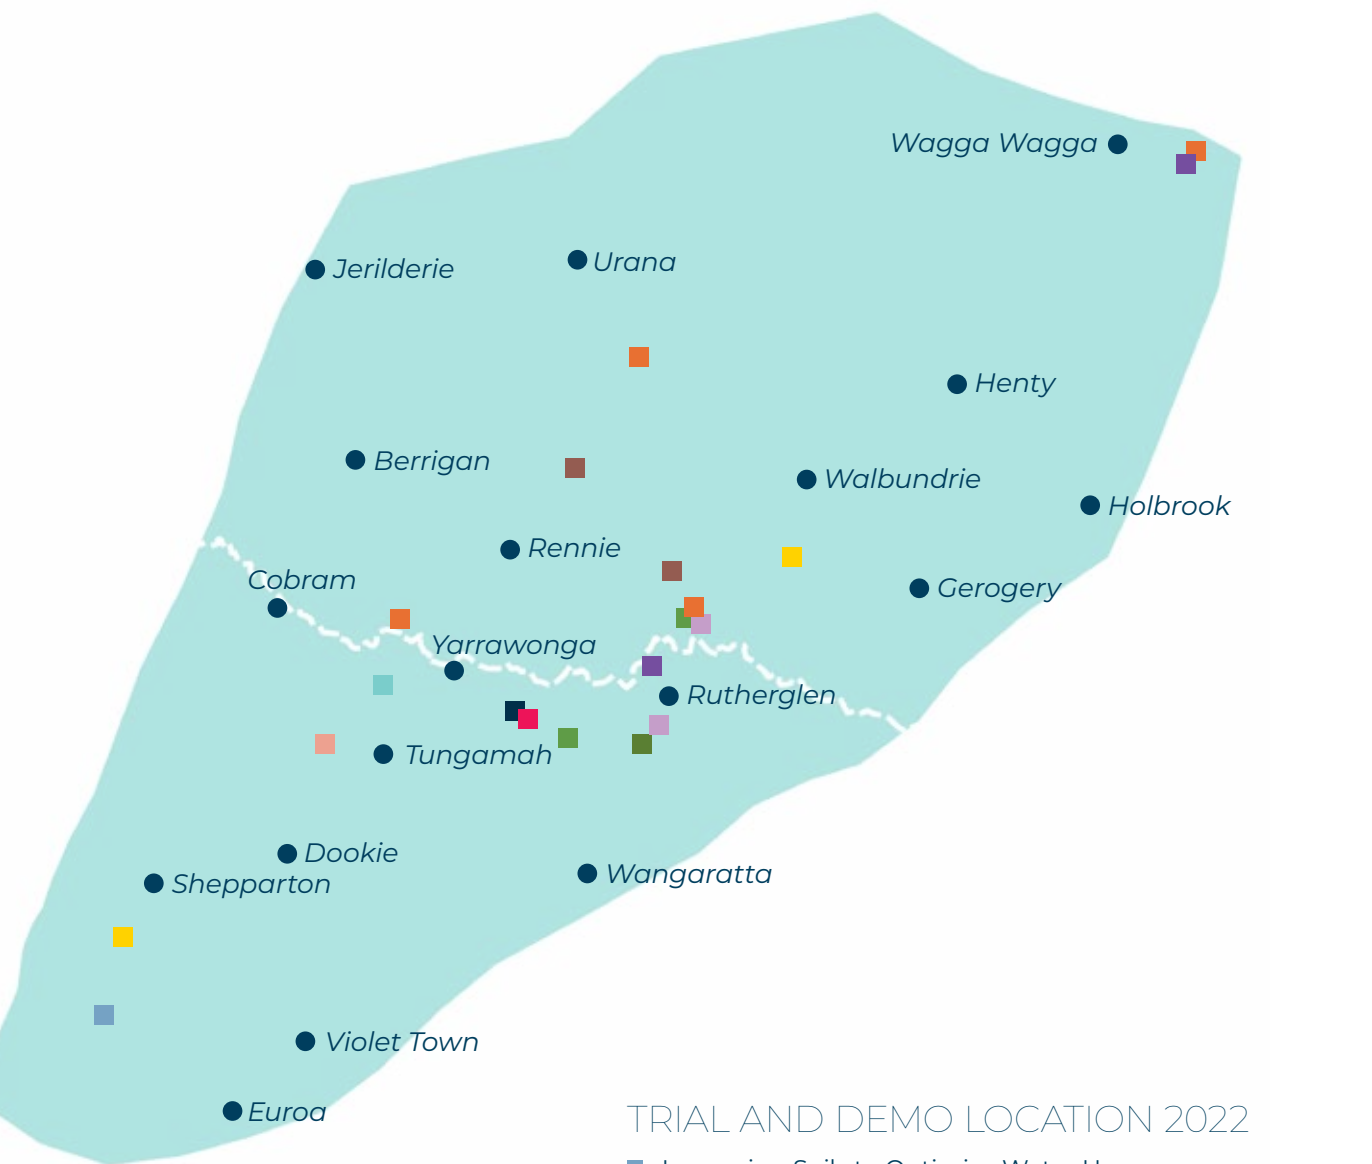 Wagga Wagga
Jerilderie
Urana
Henty
Berrigan
Walbundrie
Holbrook
Rennie
Cobram
Gerogery
Yarrawonga
Rutherglen
Tungamah
Dookie
Shepparton
Wangaratta
Violet Town
Euroa
TRIAL AND DEMO LOCATION 2022